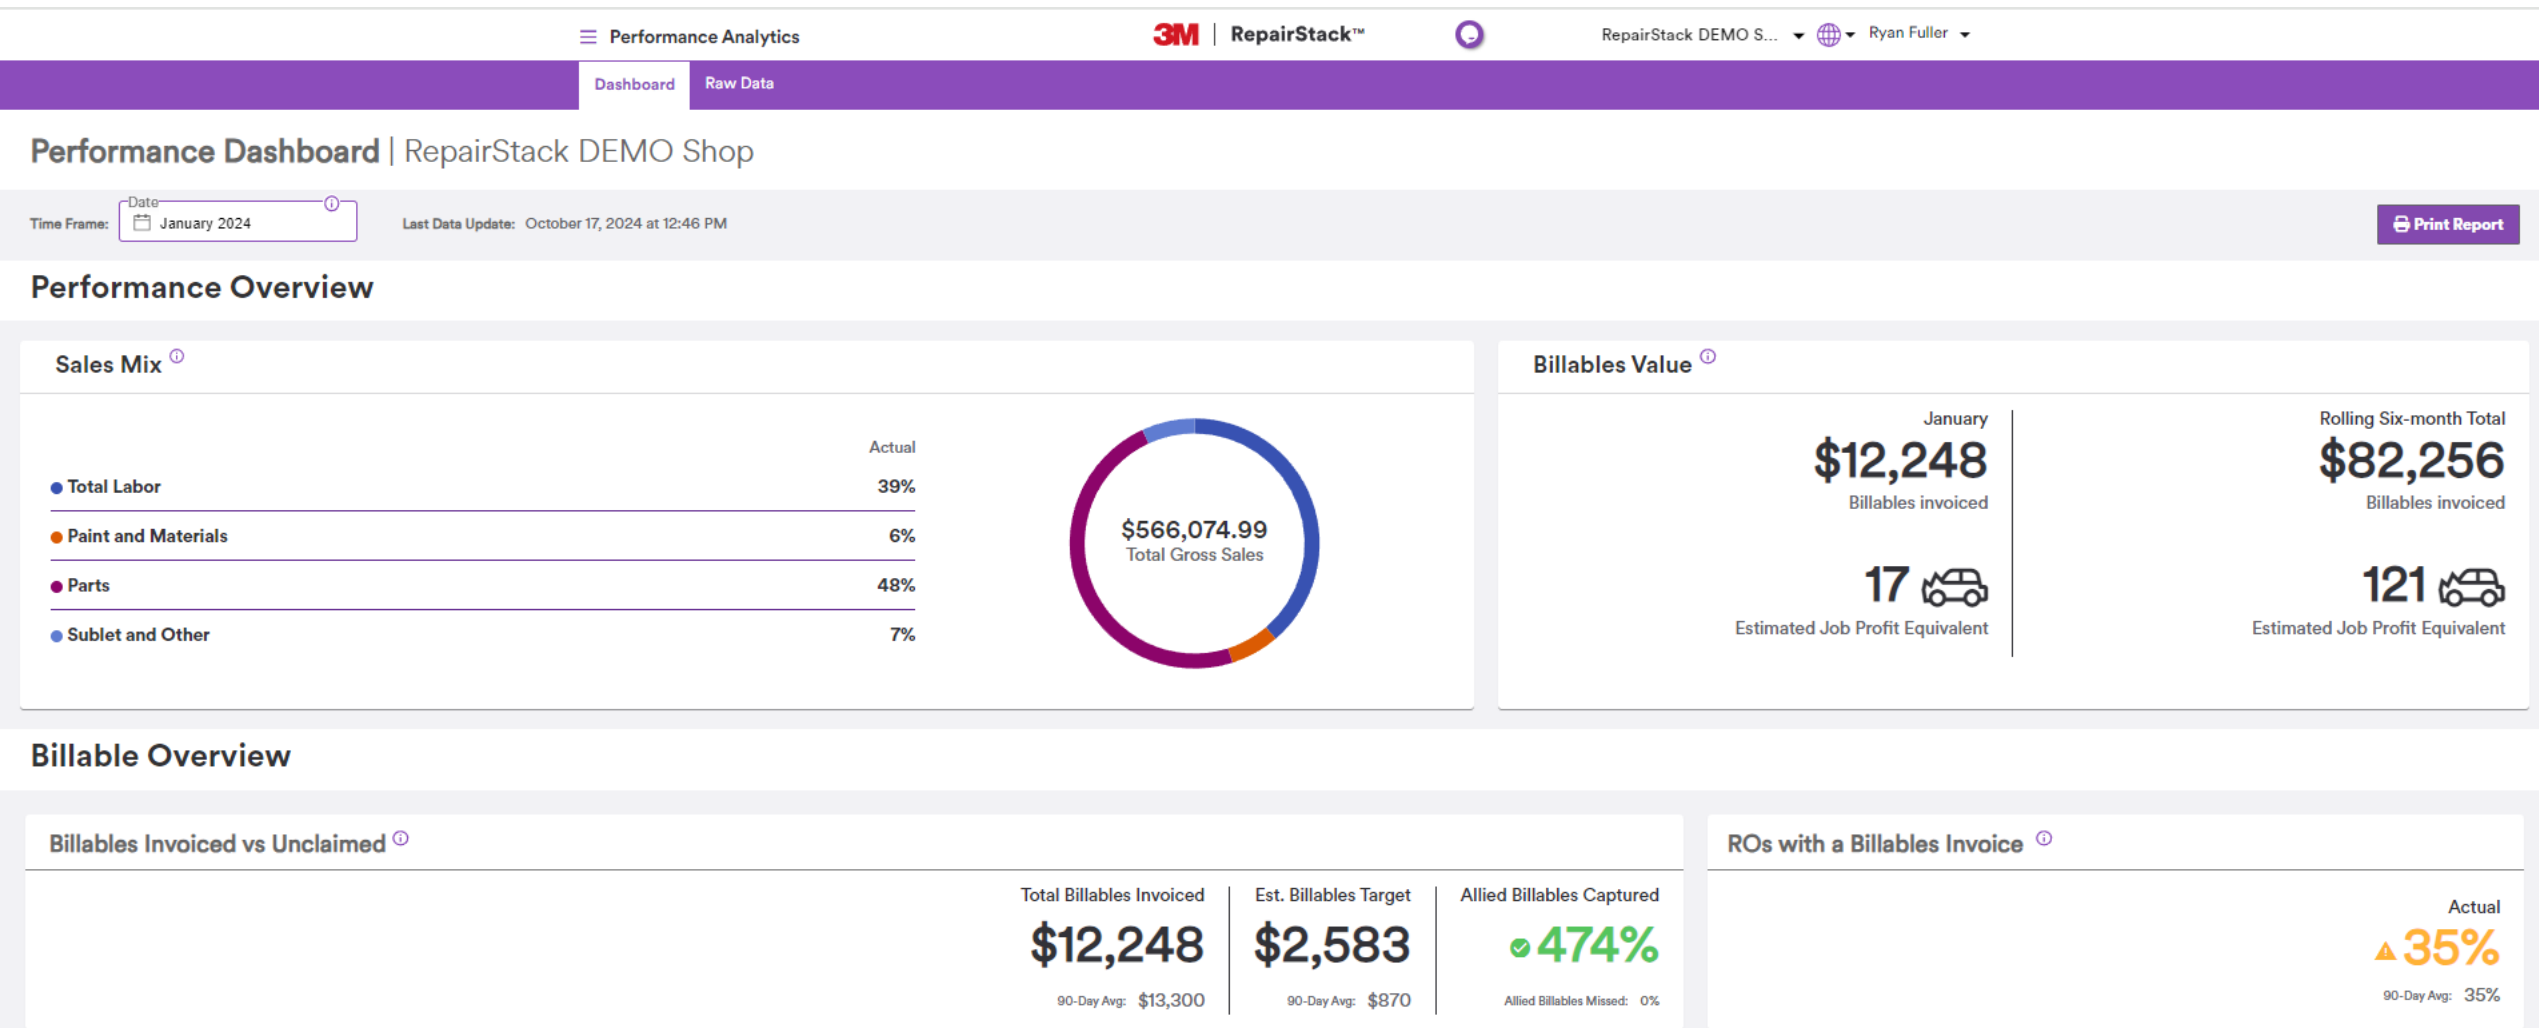 Performance Analytics
3M | RepairStack™
RepairStack DEMO S...
Ryan Fuller
Dashboard
Raw Data
Performance Dashboard | RepairStack DEMO Shop
Time Frame:
Date
January 2024
Last Data Update: October 17, 2024 at 12:46 PM
Print Report
Performance Overview
Sales Mix
Actual
Total Labor 39%
Paint and Materials 6%
Parts 48%
Sublet and Other 7%
$566,074.99
Total Gross Sales
Billables Value
January
$12,248
Billables invoiced
17
Estimated Job Profit Equivalent
Rolling Six-month Total
$82,256
Billables invoiced
121
Estimated Job Profit Equivalent
Billable Overview
Billables Invoiced vs Unclaimed
Total Billables Invoiced
$12,248
90-Day Avg: $13,300
Est. Billables Target
$2,583
90-Day Avg: $870
Allied Billables Captured
474%
Allied Billables Missed: 0%
ROs with a Billables Invoice
Actual
35%
90-Day Avg: 35%